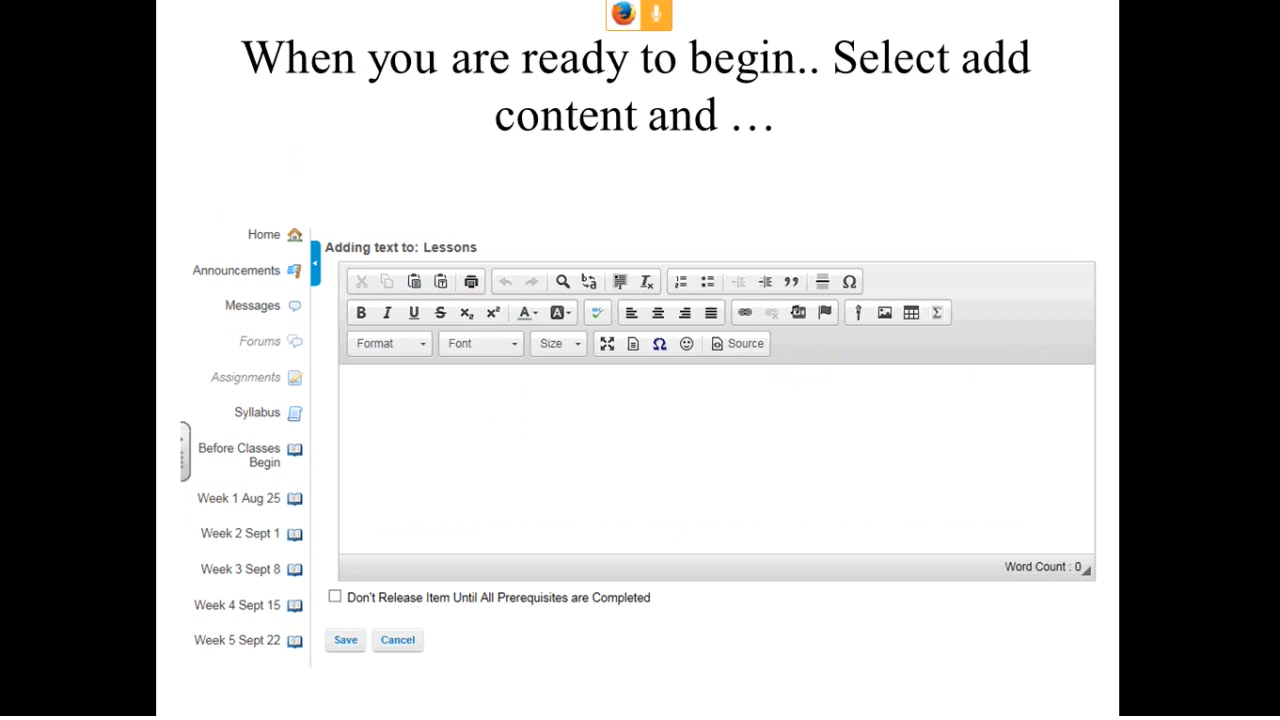 When you are ready to begin.. Select add
content and …
Home
Announcements
Messages
Forums
Assignments
Syllabus
Before Classes
Begin
Week 1 Aug 25
Week 2 Sept 1
Week 3 Sept 8
Week 4 Sept 15
Week 5 Sept 22
Adding text to: Lessons
B I U S x₂ x² A A
Format Font Size Source
Word Count : 0
Don't Release Item Until All Prerequisites are Completed
Save Cancel